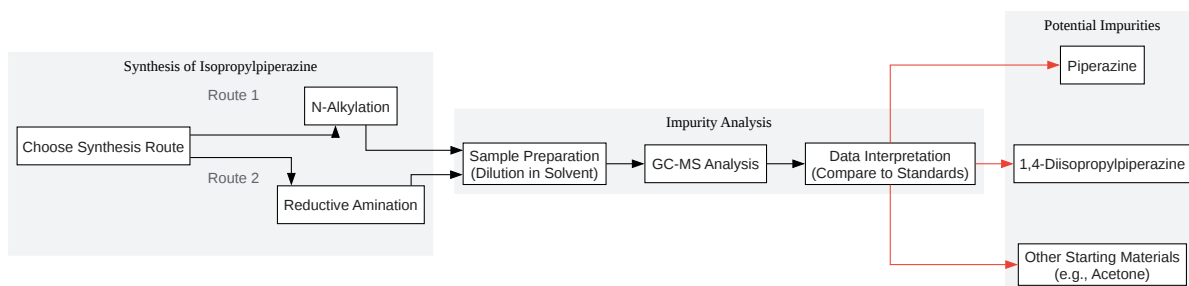 Synthesis of Isopropylpiperazine
Route 1
N-Alkylation
Choose Synthesis Route
Route 2
Reductive Amination
Impurity Analysis
Sample Preparation
(Dilution in Solvent)
GC-MS Analysis
Data Interpretation
(Compare to Standards)
Potential Impurities
Piperazine
1,4-Diisopropylpiperazine
Other Starting Materials
(e.g., Acetone)